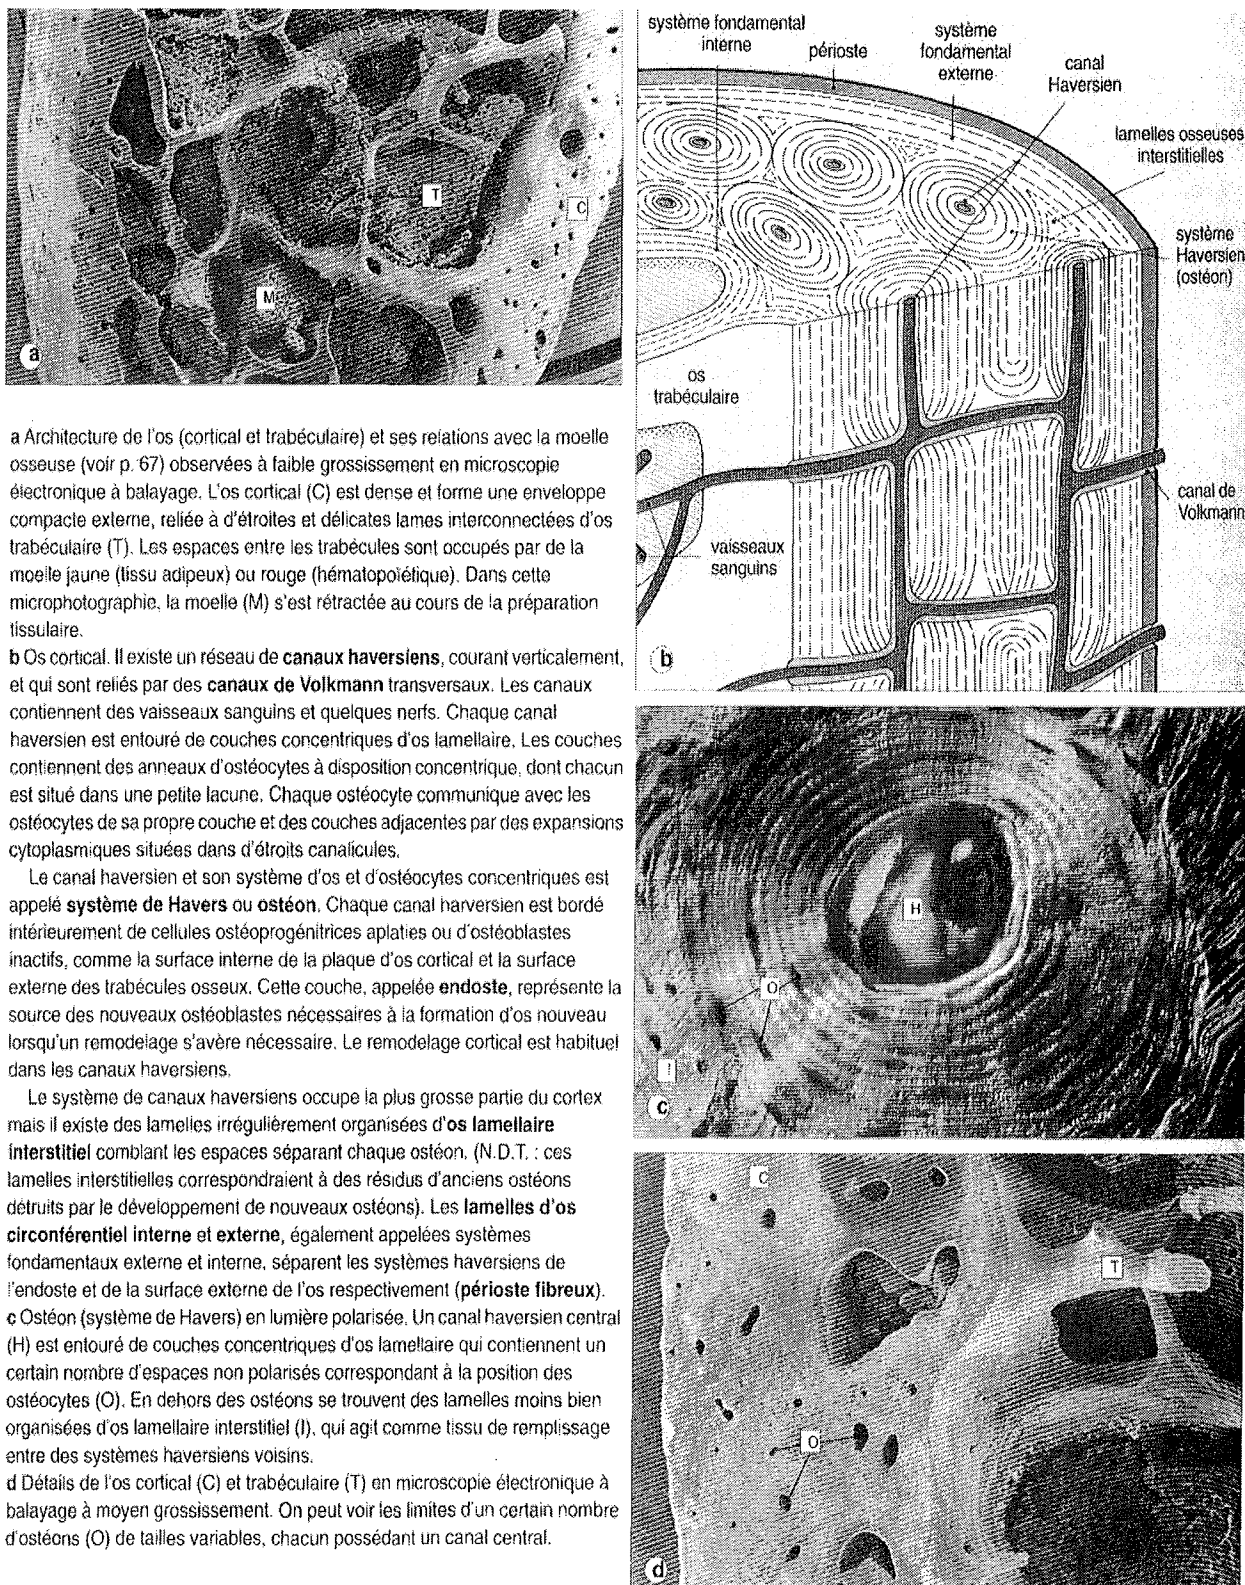 T
C
M
a
système fondamental
interne
périoste
système
fondamental
externe
canal
Haversien
lamelles osseuses
interstitielles
système
Haversien
(ostéon)
os
trabéculaire
vaisseaux
sanguins
canal de
Volkmann
b
a Architecture de l'os (cortical et trabéculaire) et ses relations avec la moelle
osseuse (voir p. 67) observées à faible grossissement en microscopie
électronique à balayage. L'os cortical (C) est dense et forme une enveloppe
compacte externe, reliée à d'étroites et délicates lames interconnectées d'os
trabéculaire (T). Les espaces entre les trabécules sont occupés par de la
moelle jaune (tissu adipeux) ou rouge (hématopoïétique). Dans cette
microphotographie, la moelle (M) s'est rétractée au cours de la préparation
tissulaire.
b Os cortical. Il existe un réseau de canaux haversiens, courant verticalement,
et qui sont reliés par des canaux de Volkmann transversaux. Les canaux
contiennent des vaisseaux sanguins et quelques nerfs. Chaque canal
haversien est entouré de couches concentriques d'os lamellaire. Les couches
contiennent des anneaux d'ostéocytes à disposition concentrique, dont chacun
est situé dans une petite lacune. Chaque ostéocyte communique avec les
ostéocytes de sa propre couche et des couches adjacentes par des expansions
cytoplasmiques situées dans d'étroits canalicules.
Le canal haversien et son système d'os et d'ostéocytes concentriques est
appelé système de Havers ou ostéon. Chaque canal harversien est bordé
intérieurement de cellules ostéoprogénitrices aplaties ou d'ostéoblastes
inactifs, comme la surface interne de la plaque d'os cortical et la surface
externe des trabécules osseux. Cette couche, appelée endoste, représente la
source des nouveaux ostéoblastes nécessaires à la formation d'os nouveau
lorsqu'un remodelage s'avère nécessaire. Le remodelage cortical est habituel
dans les canaux haversiens.
Le système de canaux haversiens occupe la plus grosse partie du cortex
mais il existe des lamelles irrégulièrement organisées d'os lamellaire
interstitiel comblant les espaces séparant chaque ostéon. (N.D.T. : ces
lamelles interstitielles correspondraient à des résidus d'anciens ostéons
détruits par le développement de nouveaux ostéons). Les lamelles d'os
circonférentiel interne et externe, également appelées systèmes
fondamentaux externe et interne, séparent les systèmes haversiens de
l'endoste et de la surface externe de l'os respectivement (périoste fibreux).
c Ostéon (système de Havers) en lumière polarisée. Un canal haversien central
(H) est entouré de couches concentriques d'os lamellaire qui contiennent un
certain nombre d'espaces non polarisés correspondant à la position des
ostéocytes (O). En dehors des ostéons se trouvent des lamelles moins bien
organisées d'os lamellaire interstitiel (I), qui agit comme tissu de remplissage
entre des systèmes haversiens voisins.
d Détails de l'os cortical (C) et trabéculaire (T) en microscopie électronique à
balayage à moyen grossissement. On peut voir les limites d'un certain nombre
d'ostéons (O) de tailles variables, chacun possédant un canal central.
H
O
I
c
C
T
O
d